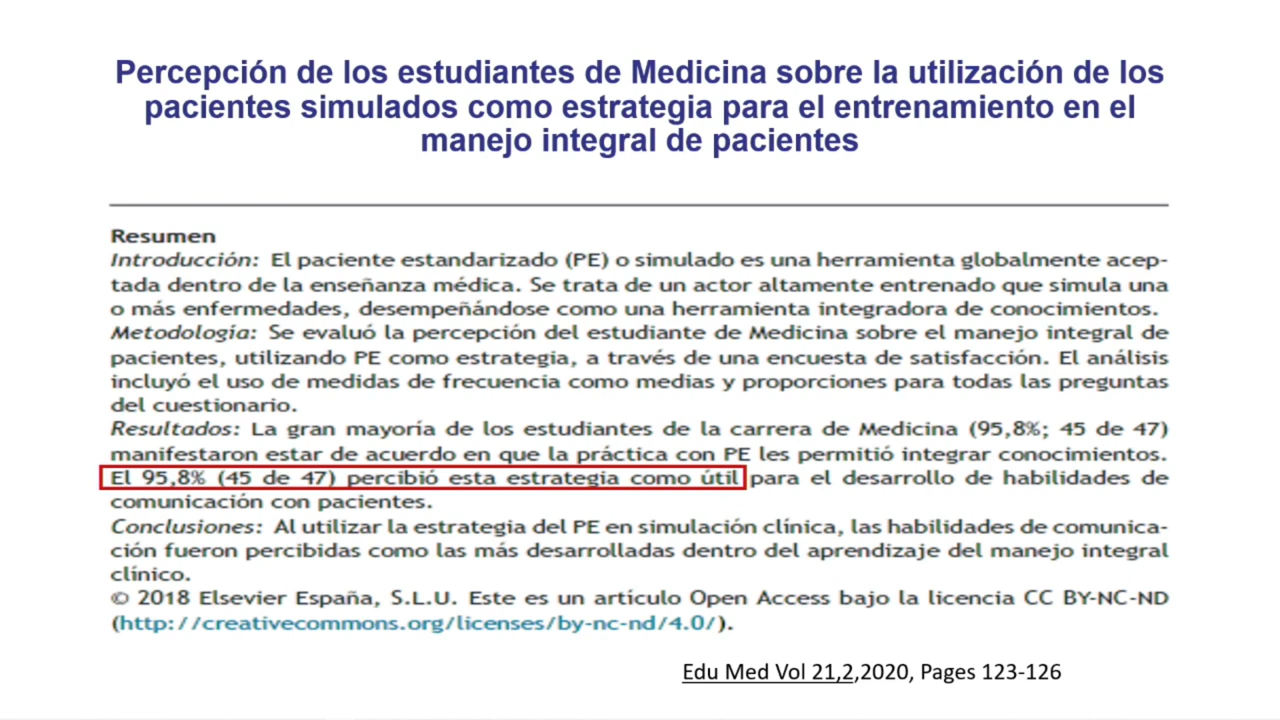 Percepción de los estudiantes de Medicina sobre la utilización de los
pacientes simulados como estrategia para el entrenamiento en el
manejo integral de pacientes
Resumen
Introducción: El paciente estandarizado (PE) o simulado es una herramienta globalmente acep-
tada dentro de la enseñanza médica. Se trata de un actor altamente entrenado que simula una
o más enfermedades, desempeñándose como una herramienta integradora de conocimientos.
Metodología: Se evaluó la percepción del estudiante de Medicina sobre el manejo integral de
pacientes, utilizando PE como estrategia, a través de una encuesta de satisfacción. El análisis
incluyó el uso de medidas de frecuencia como medias y proporciones para todas las preguntas
del cuestionario.
Resultados: La gran mayoría de los estudiantes de la carrera de Medicina (95,8%; 45 de 47)
manifestaron estar de acuerdo en que la práctica con PE les permitió integrar conocimientos.
El 95,8% (45 de 47) percibió esta estrategia como útil para el desarrollo de habilidades de
comunicación con pacientes.
Conclusiones: Al utilizar la estrategia del PE en simulación clínica, las habilidades de comunica-
ción fueron percibidas como las más desarrolladas dentro del aprendizaje del manejo integral
clínico.
© 2018 Elsevier España, S.L.U. Este es un artículo Open Access bajo la licencia CC BY-NC-ND
(http://creativecommons.org/licenses/by-nc-nd/4.0/).
Edu Med Vol 21,2,2020, Pages 123-126